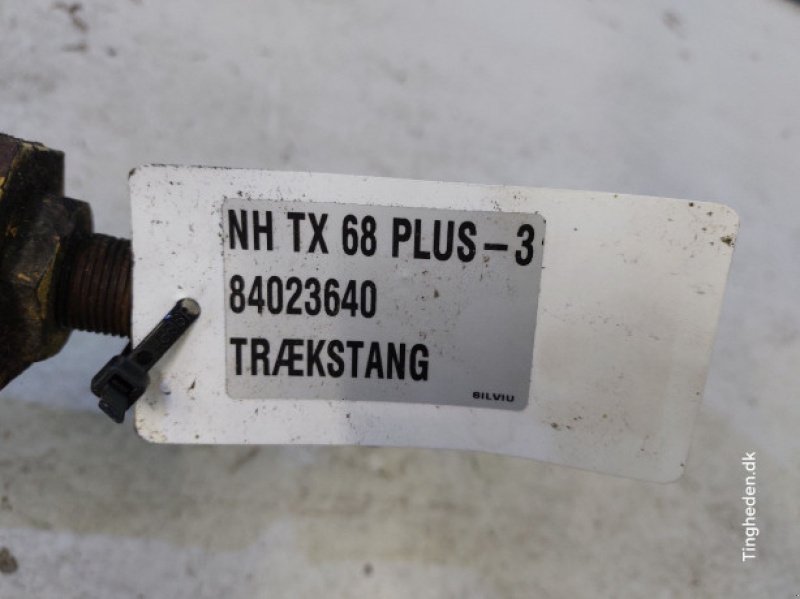 NH TX 68 PLUS-3
84023640
TRÆKSTANG
SILVIU
Tingheden.dk